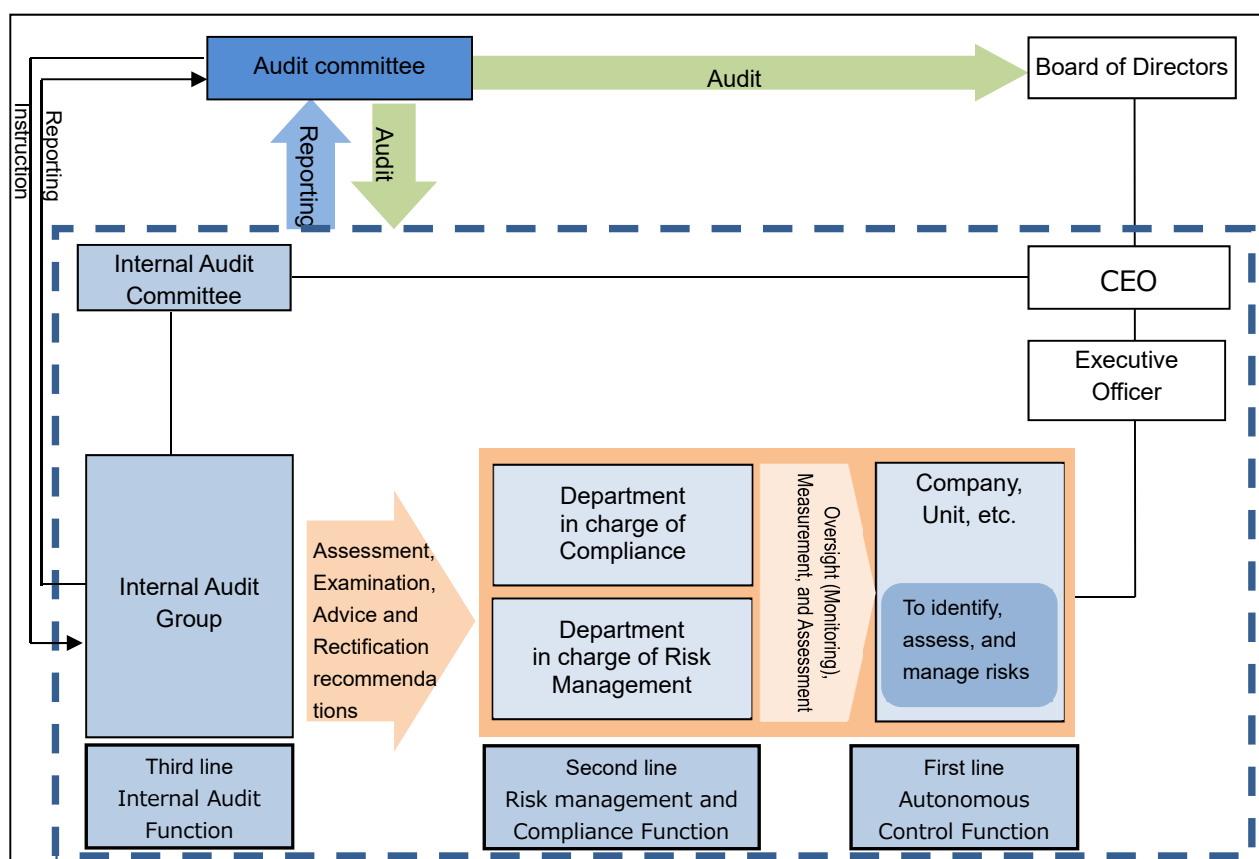 Audit committee
Audit
Board of Directors
Instruction
Reporting
Reporting
Audit
Internal Audit
Committee
CEO
Executive
Officer
Internal Audit
Group
Assessment,
Examination,
Advice and
Rectification
recommenda
tions
Department
in charge of
Compliance
Department
in charge of Risk
Management
Oversight (Monitoring),
Measurement, and Assessment
Company,
Unit, etc.
To identify,
assess, and
manage risks
Third line
Internal Audit
Function
Second line
Risk management and
Compliance Function
First line
Autonomous
Control Function